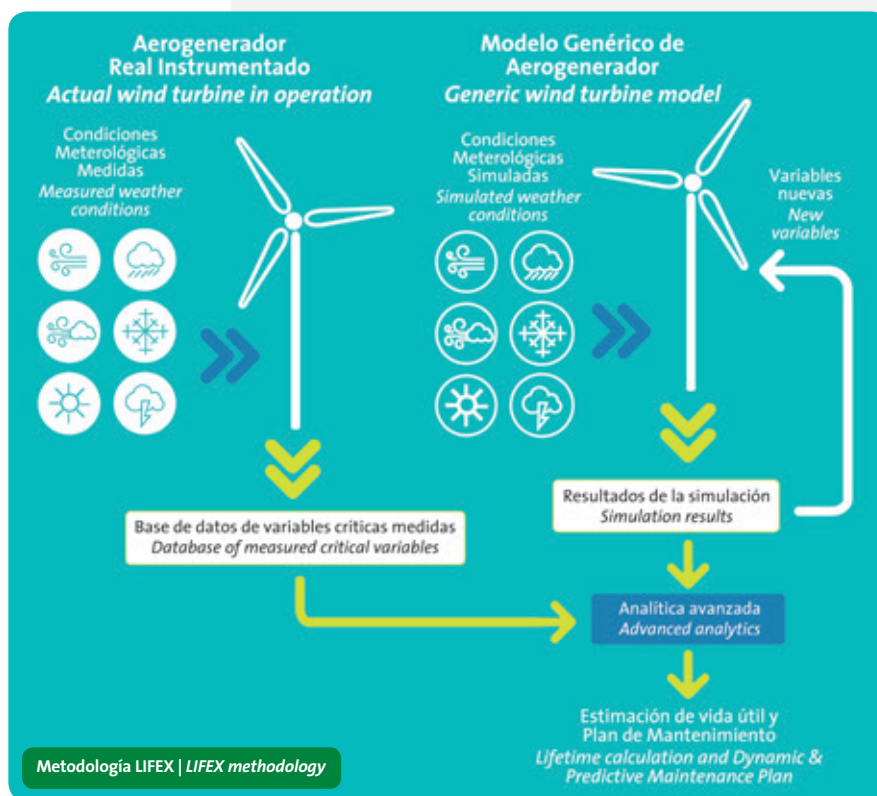 Aerogenerador
Real Instrumentado
Actual wind turbine in operation
Condiciones
Meterológicas
Medidas
Measured weather
conditions
Modelo Genérico de
Aerogenerador
Generic wind turbine model
Condiciones
Meterológicas
Simuladas
Simulated weather
conditions
Variables
nuevas
New
variables
Base de datos de variables críticas medidas
Database of measured critical variables
Resultados de la simulación
Simulation results
Analítica avanzada
Advanced analytics
Estimación de vida útil y
Plan de Mantenimiento
Lifetime calculation and Dynamic &
Predictive Maintenance Plan
Metodología LIFEX | LIFEX methodology